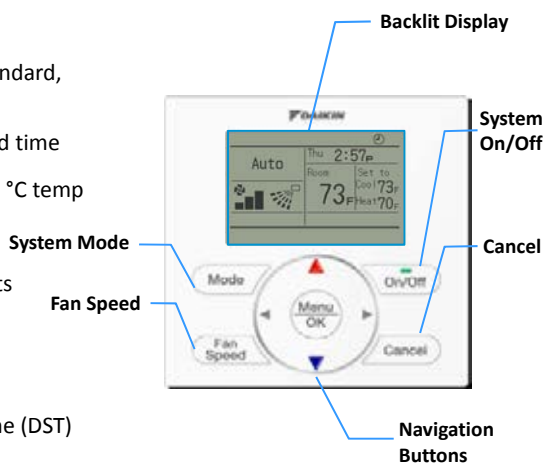 Backlit Display
ndard,
d time
°C temp
ts
ne (DST)
System
On/Off
System Mode
Cancel
Fan Speed
Navigation
Buttons
DAIKIN
Thu 2:57P
Auto
Room
73F
Set to
Cool 73F
Heat 70F
Mode
On/Off
Menu
OK
Fan
Speed
Cancel